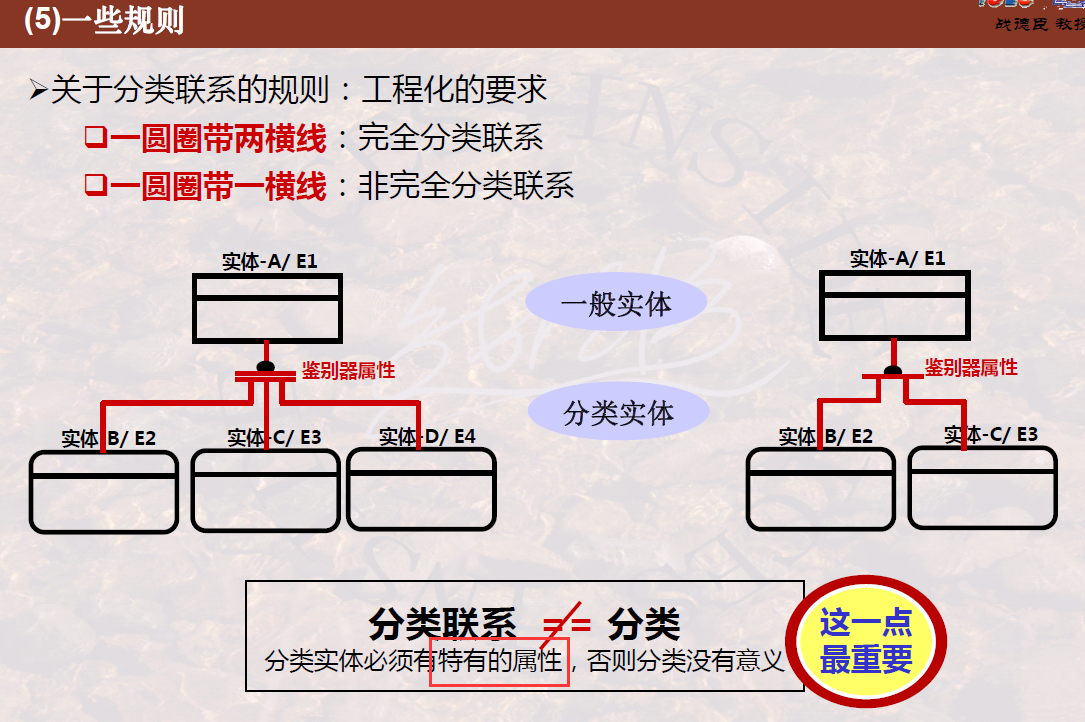 (5)一些规则
战德臣 教授
➢关于分类联系的规则：工程化的要求
❑一圆圈带两横线：完全分类联系
❑一圆圈带一横线：非完全分类联系
实体-A/ E1
一般实体
实体-A/ E1
鉴别器属性
鉴别器属性
分类实体
实体-B/ E2
实体-C/ E3
实体-D/ E4
实体-B/ E2
实体-C/ E3
分类联系 == 分类
分类实体必须有特有的属性，否则分类没有意义
这一点
最重要